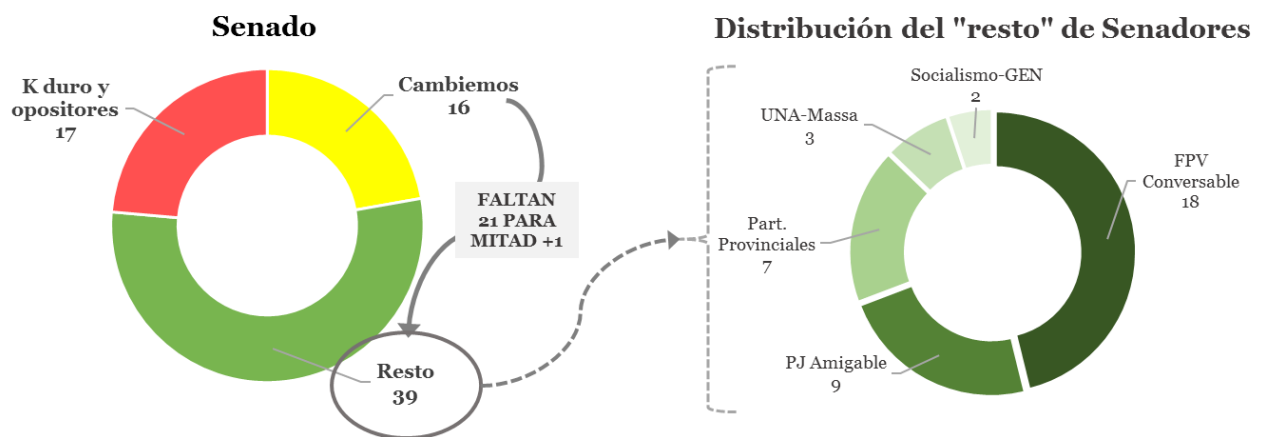 Senado
K duro y
opositores
17
Cambiemos
16
FALTAN
21 PARA
MITAD +1
Resto
39
Distribución del "resto" de Senadores
Socialismo-GEN
2
UNA-Massa
3
FPV
Conversable
18
Part.
Provinciales
7
PJ Amigable
9